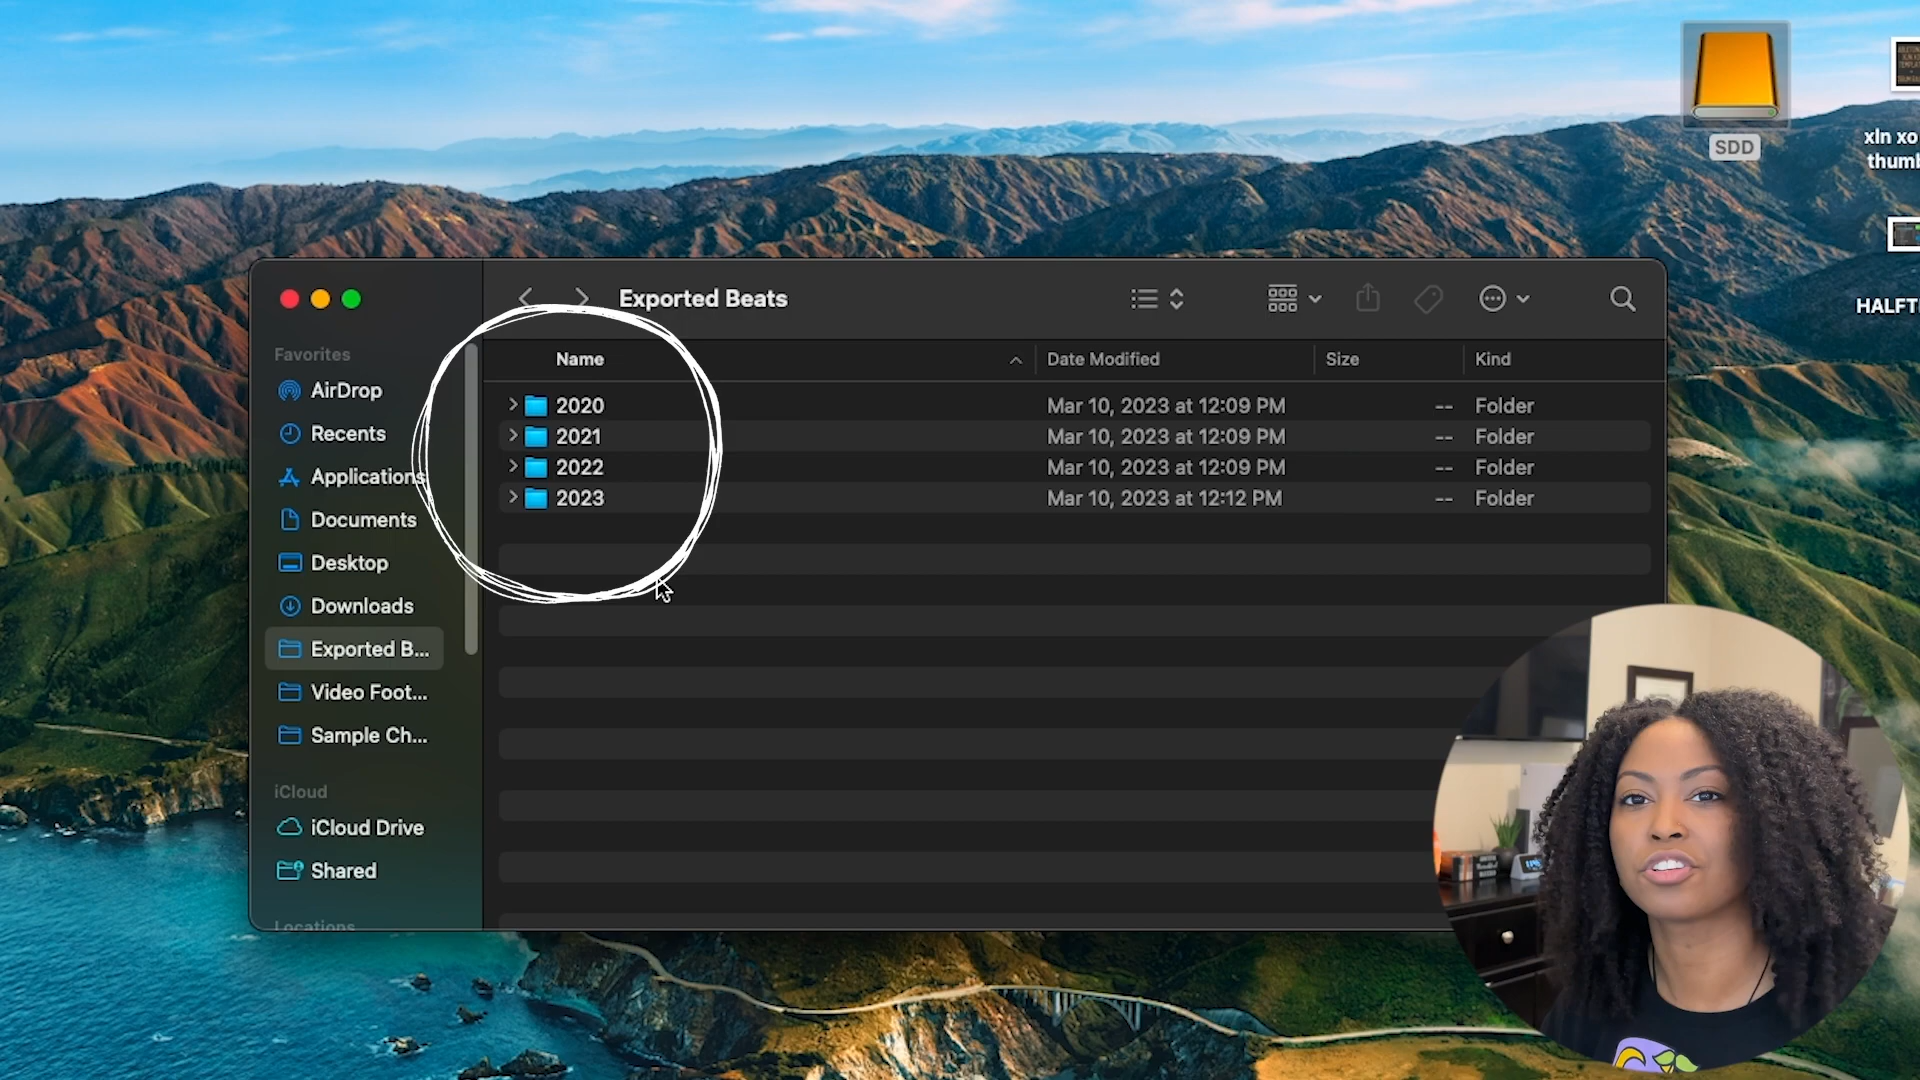 SDD
xln xo
thumb
HALFT
Exported Beats
Favorites
AirDrop
Recents
Applications
Documents
Desktop
Downloads
Exported B...
Video Foot...
Sample Ch...
iCloud
iCloud Drive
Shared
Locations
Name Date Modified Size Kind
2020 Mar 10, 2023 at 12:09 PM -- Folder
2021 Mar 10, 2023 at 12:09 PM -- Folder
2022 Mar 10, 2023 at 12:09 PM -- Folder
2023 Mar 10, 2023 at 12:12 PM -- Folder